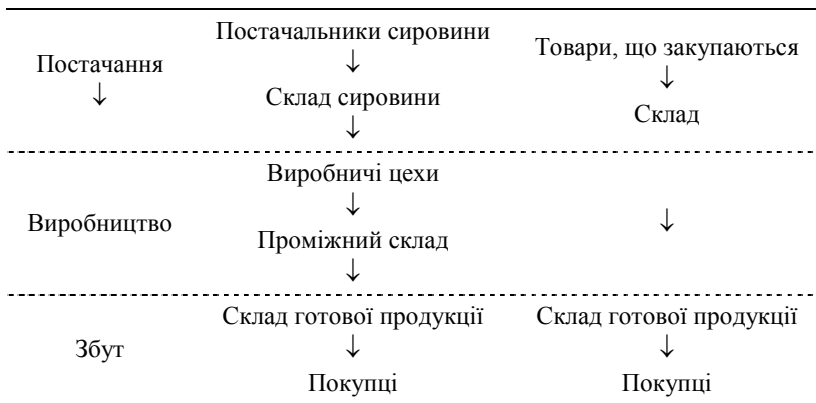 Постачальники сировини
Товари, що закупаються
Постачання
↓
↓
↓
Склад сировини
Склад
↓
Виробничі цехи
Виробництво
↓
↓
Проміжний склад
↓
Склад готової продукції
Склад готової продукції
Збут
↓
↓
Покупці
Покупці